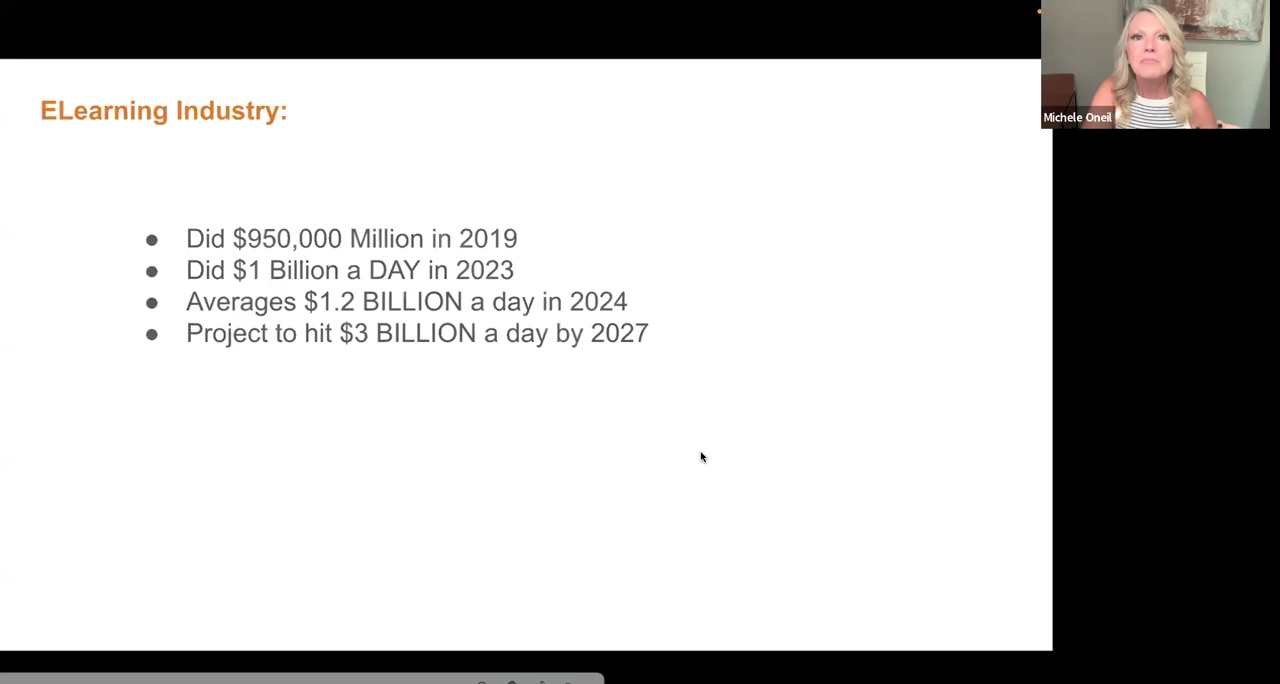 ELearning Industry:
Michele Oneil
● Did $950,000 Million in 2019
● Did $1 Billion a DAY in 2023
● Averages $1.2 BILLION a day in 2024
● Project to hit $3 BILLION a day by 2027